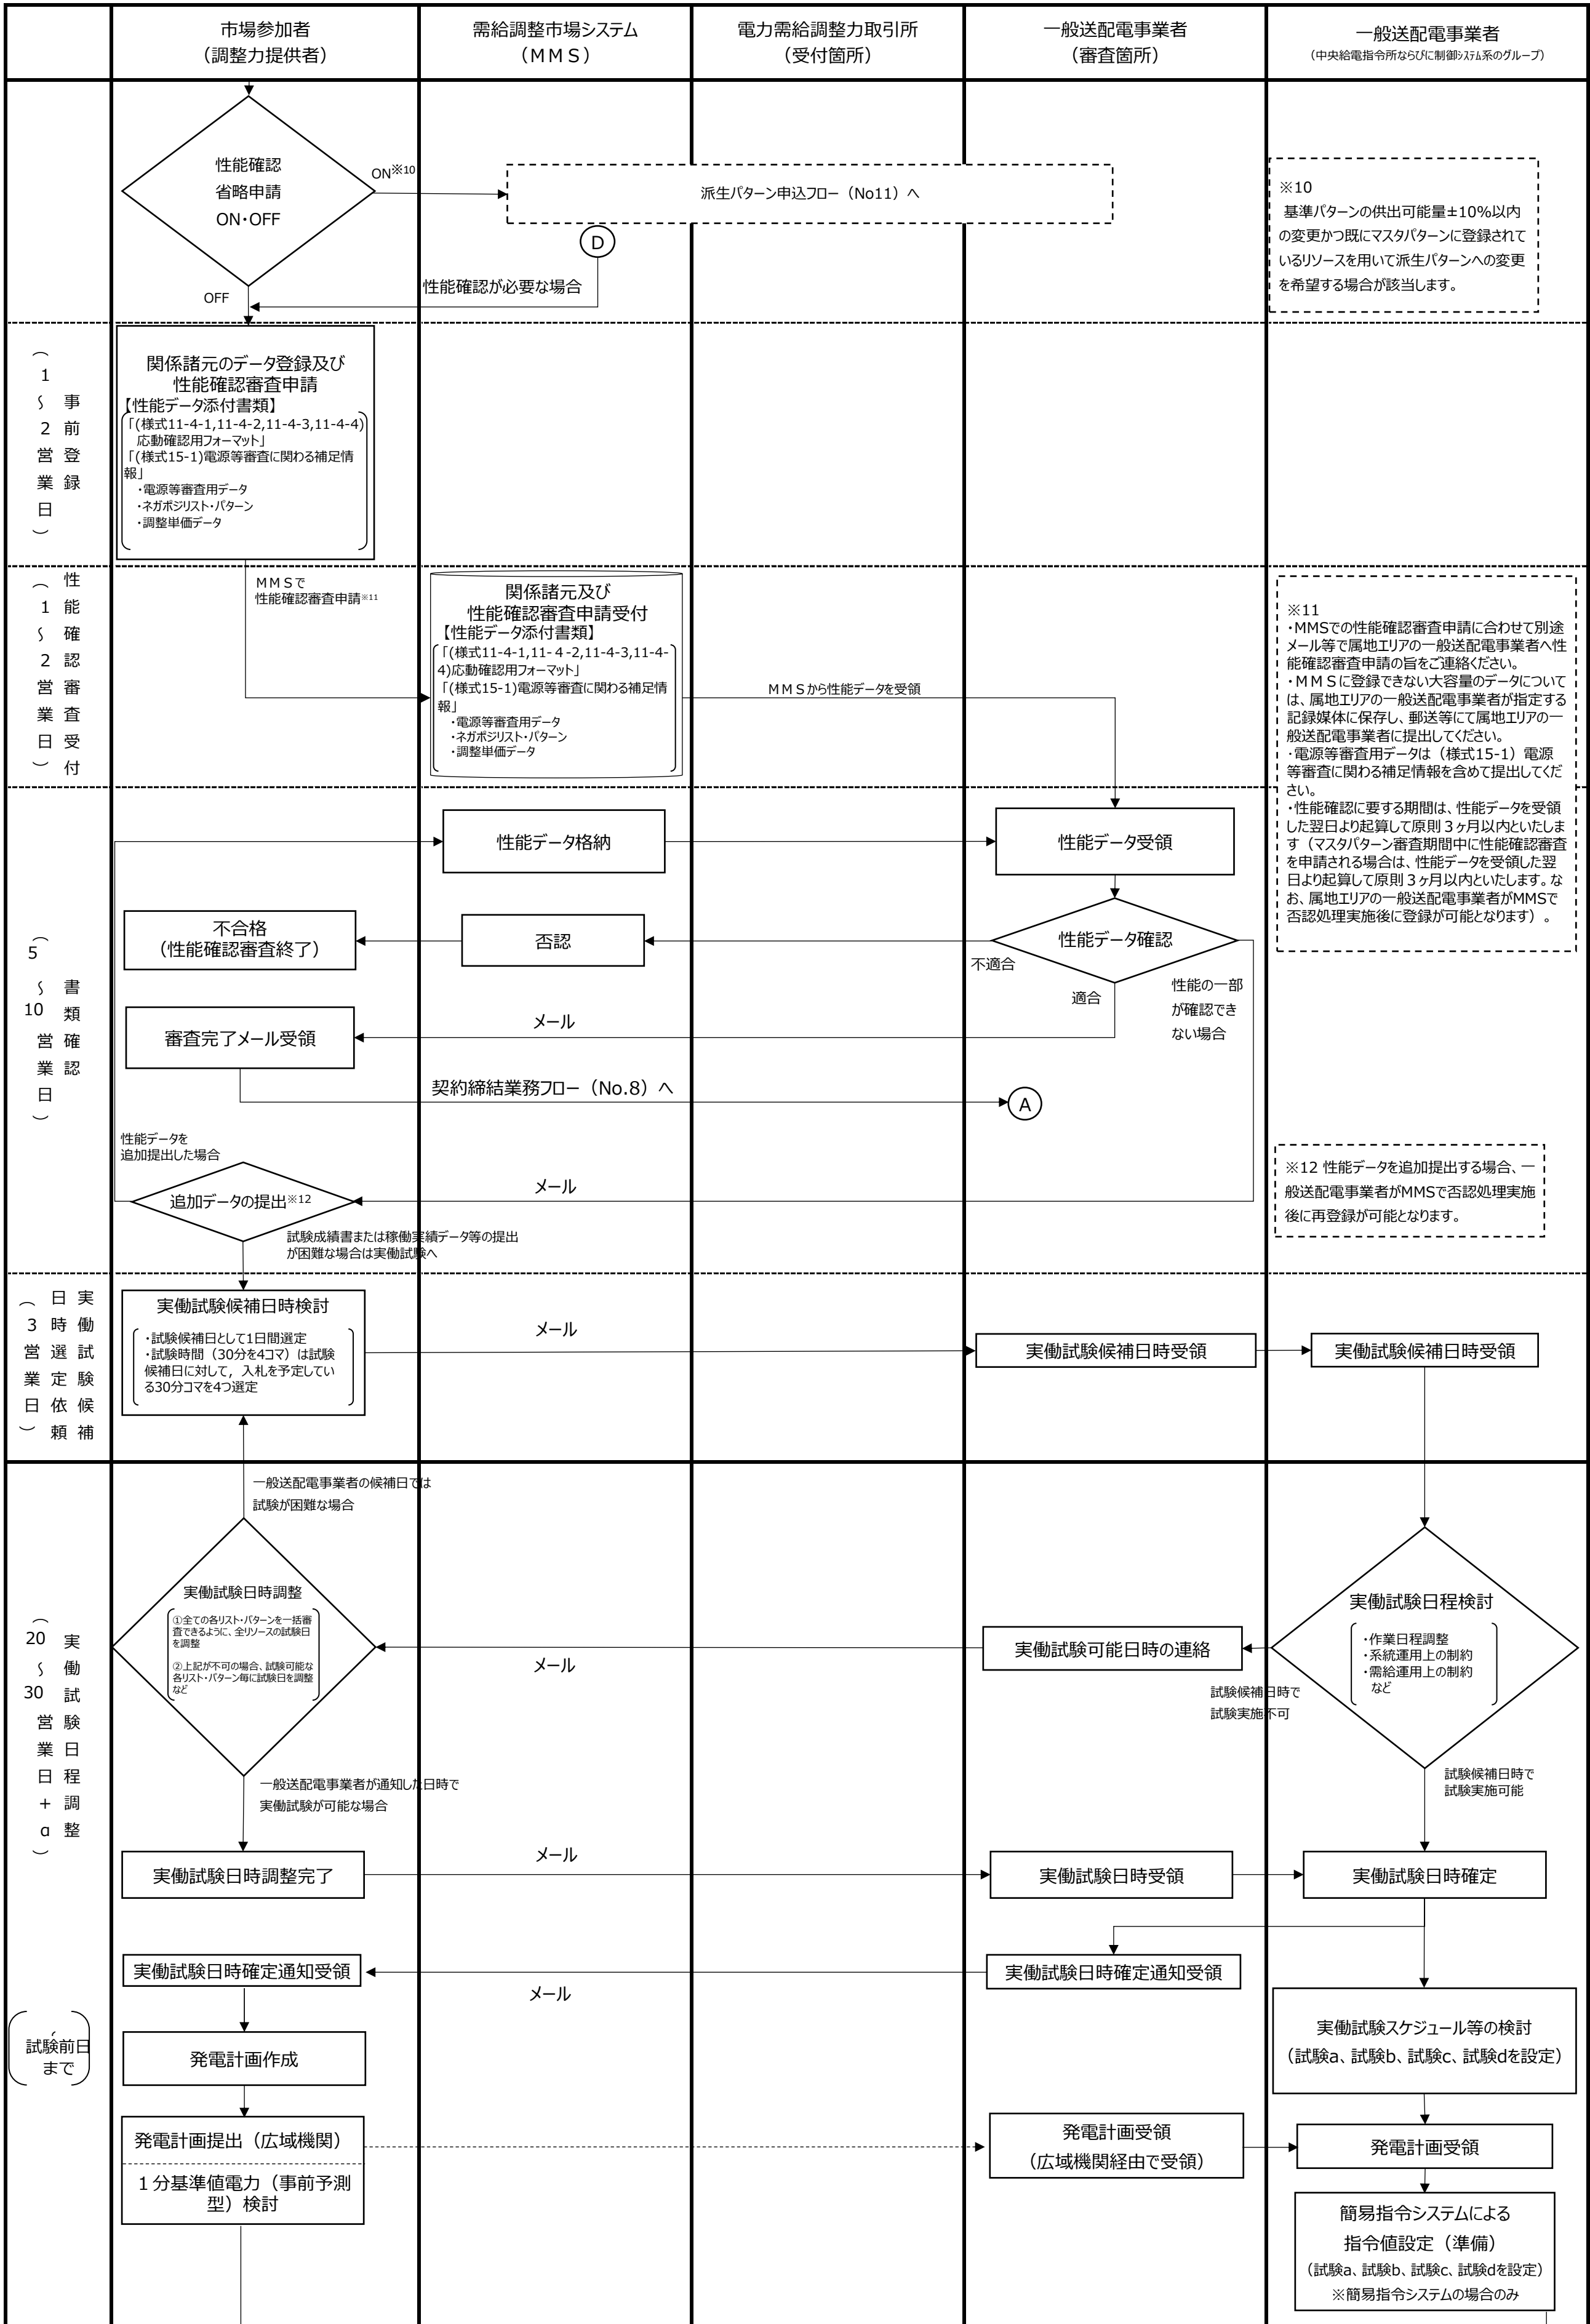 市場参加者
（調整力提供者）
需給調整市場システム
（ＭＭＳ）
電力需給調整力取引所
（受付箇所）
一般送配電事業者
（審査箇所）
一般送配電事業者
（中央給電指令所ならびに制御システム系のグループ）
性能確認
省略申請
ON・OFF
ON※10
派生パターン申込フロー（No11）へ
D
性能確認が必要な場合
OFF
※10
基準パターンの供出可能量±10%以内
の変更かつ既にマスタパターンに登録されて
いるリソースを用いて派生パターンへの変更
を希望する場合が該当します。
事前登録
（1～2営業日）
関係諸元のデータ登録及び
性能確認審査申請
【性能データ添付書類】
「(様式11-4-1,11-4-2,11-4-3,11-4-4)
応動確認用フォーマット」
「(様式15-1)電源等審査に関わる補足情
報」
・電源等審査用データ
・ネガポジリスト・パターン
・調整単価データ
性能確認審査受付
（1～2営業日）
ＭＭＳで
性能確認審査申請※11
関係諸元及び
性能確認審査申請受付
【性能データ添付書類】
「(様式11-4-1,11-４-2,11-4-3,11-4-
4)応動確認用フォーマット」
「(様式15-1)電源等審査に関わる補足情
報」
・電源等審査用データ
・ネガポジリスト・パターン
・調整単価データ
ＭＭＳから性能データを受領
※11
・MMSでの性能確認審査申請に合わせて別途
メール等で属地エリアの一般送配電事業者へ性
能確認審査申請の旨をご連絡ください。
・ＭＭＳに登録できない大容量のデータについて
は、属地エリアの一般送配電事業者が指定する
記録媒体に保存し、郵送等にて属地エリアの一
般送配電事業者に提出してください。
・電源等審査用データは（様式15-1）電源
等審査に関わる補足情報を含めて提出してくだ
さい。
・性能確認に要する期間は、性能データを受領
した翌日より起算して原則３ヶ月以内といたしま
す（マスタパターン審査期間中に性能確認審査
を申請される場合は、性能データを受領した翌
日より起算して原則３ヶ月以内といたします。な
お、属地エリアの一般送配電事業者がMMSで
否認処理実施後に登録が可能となります）。
書類確認
（5～10営業日）
性能データ格納
性能データ受領
不合格
（性能確認審査終了）
否認
性能データ確認
不適合
適合
性能の一部
が確認でき
ない場合
審査完了メール受領
メール
契約締結業務フロー（No.8）へ
A
性能データを
追加提出した場合
追加データの提出※12
メール
試験成績書または稼働実績データ等の提出
が困難な場合は実働試験へ
※12 性能データを追加提出する場合、一
般送配電事業者がMMSで否認処理実施
後に再登録が可能となります。
実働試験候補
日時選定依頼
（3営業日）
実働試験候補日時検討
・試験候補日として1日間選定
・試験時間（30分を4コマ）は試験
候補日に対して，入札を予定してい
る30分コマを4つ選定
メール
実働試験候補日時受領
実働試験候補日時受領
実働試験日程調整
（20～30営業日+α）
一般送配電事業者の候補日では
試験が困難な場合
実働試験日時調整
①全ての各リスト・パターンを一括審
査できるように、全リソースの試験日
を調整
②上記が不可の場合、試験可能な
各リスト・パターン毎に試験日を調整
など
メール
実働試験可能日時の連絡
実働試験日程検討
・作業日程調整
・系統運用上の制約
・需給運用上の制約
など
試験候補日時で
試験実施不可
試験候補日時で
試験実施可能
一般送配電事業者が通知した日時で
実働試験が可能な場合
実働試験日時調整完了
メール
実働試験日時受領
実働試験日時確定
実働試験日時確定通知受領
メール
実働試験日時確定通知受領
～
試験前日
まで
発電計画作成
実働試験スケジュール等の検討
（試験a、試験b、試験c、試験dを設定）
発電計画提出（広域機関）
１分基準値電力（事前予測
型）検討
発電計画受領
（広域機関経由で受領）
発電計画受領
簡易指令システムによる
指令値設定（準備）
（試験a、試験b、試験c、試験dを設定）
※簡易指令システムの場合のみ